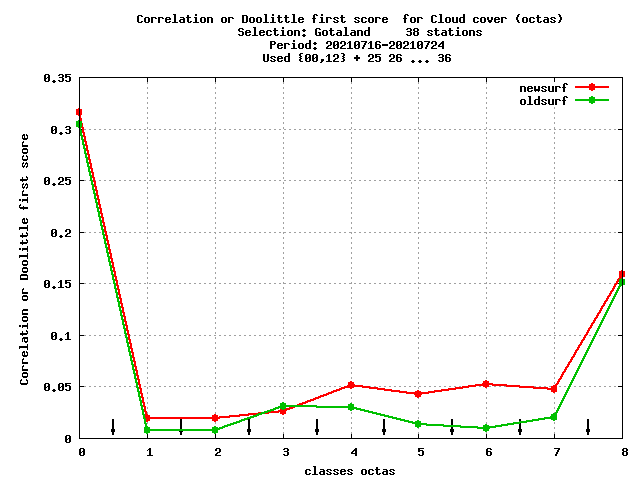 Correlation or Doolittle first score  for Cloud cover (octas)
Selection: Gotaland     38 stations
Period: 20210716-20210724
Used {00,12} + 25 26 ... 36
newsurf
oldsurf
0.35
0.3
0.25
0.2
0.15
0.1
0.05
0
Correlation or Doolittle first score
0 1 2 3 4 5 6 7 8
classes octas